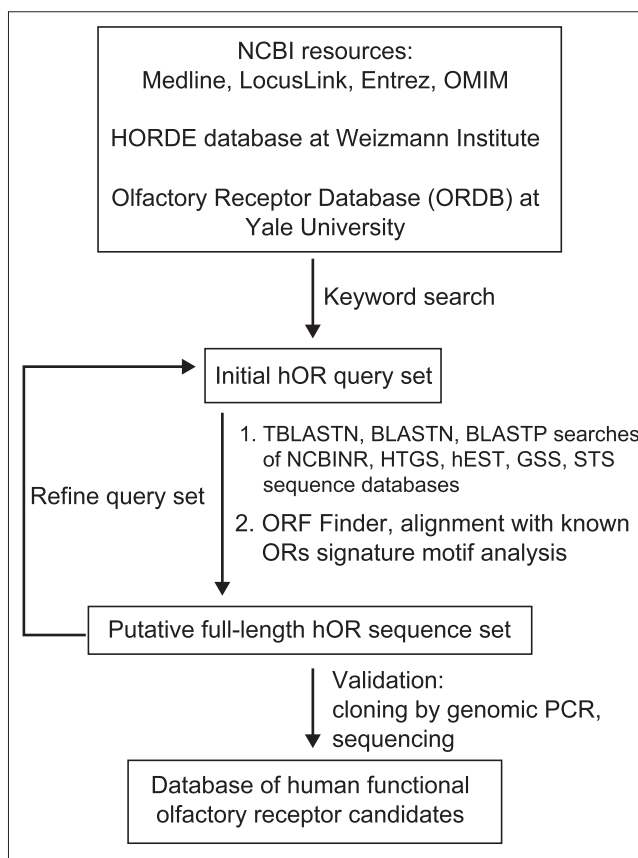 NCBI resources:
Medline, LocusLink, Entrez, OMIM
HORDE database at Weizmann Institute
Olfactory Receptor Database (ORDB) at
Yale University
Keyword search
Initial hOR query set
1. TBLASTN, BLASTN, BLASTP searches
of NCBINR, HTGS, hEST, GSS, STS
sequence databases
Refine query set
2. ORF Finder, alignment with known
ORs signature motif analysis
Putative full-length hOR sequence set
Validation:
cloning by genomic PCR,
sequencing
Database of human functional
olfactory receptor candidates